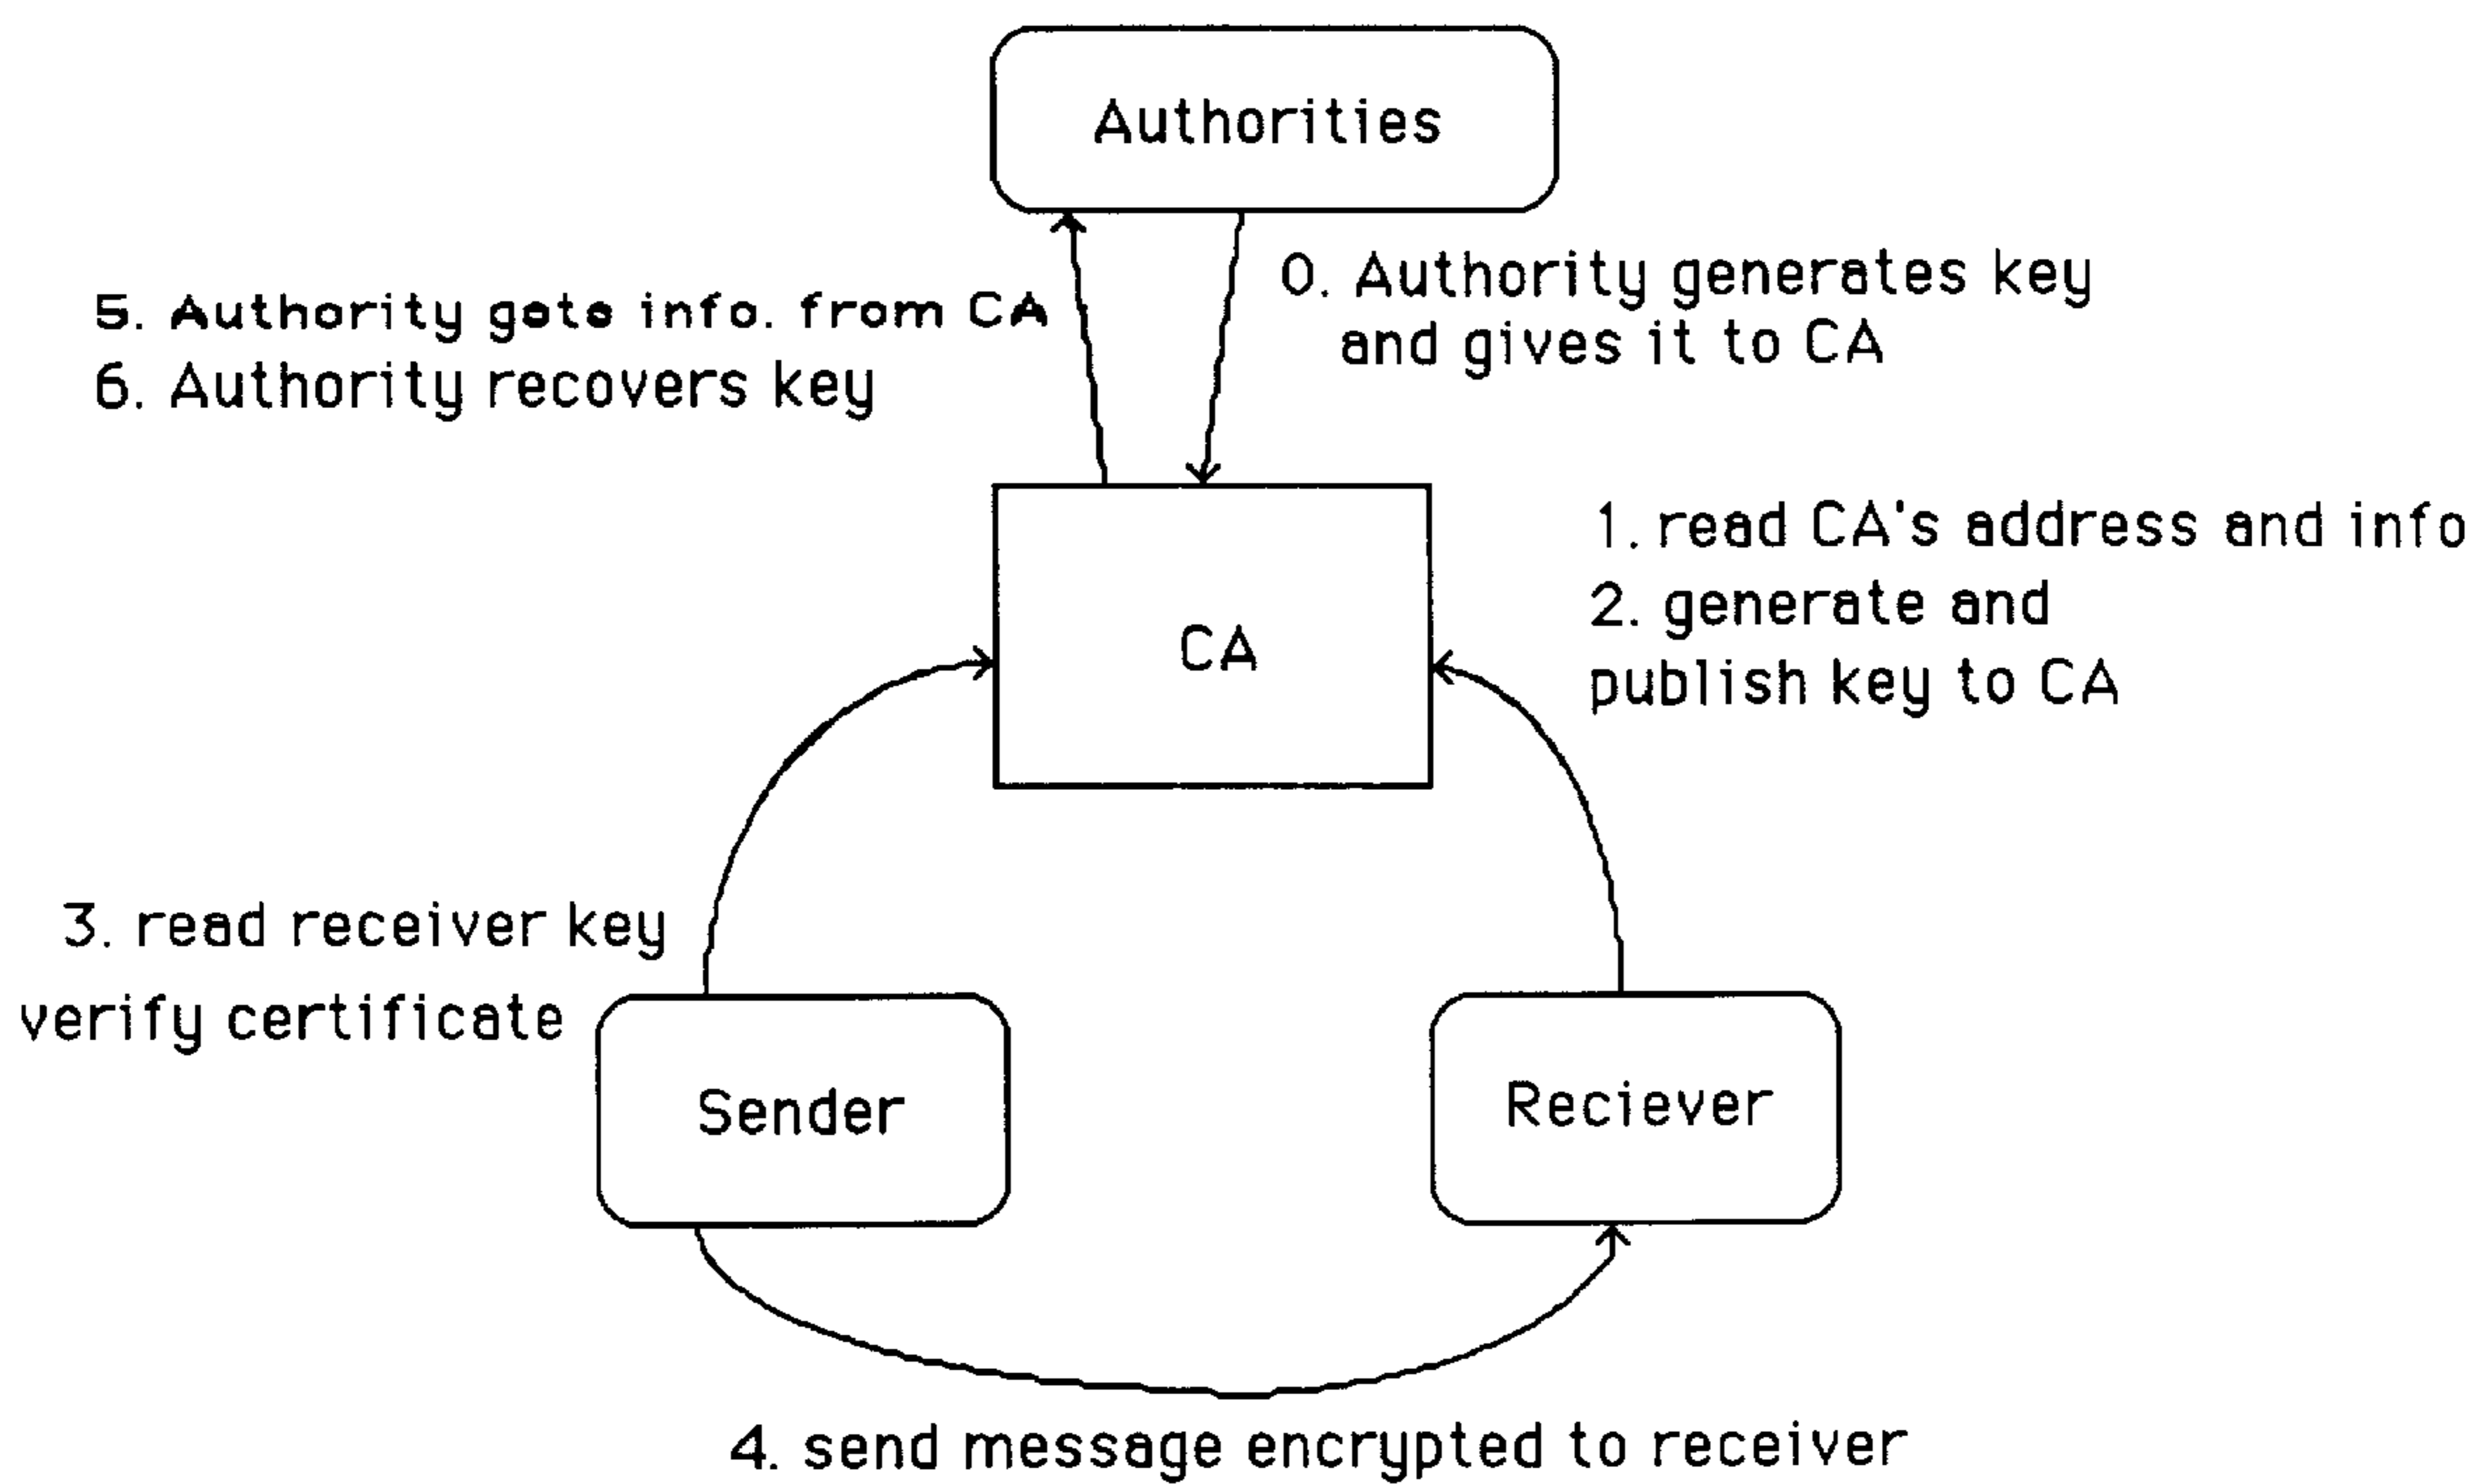 Authorities
0. Authority generates key
and gives it to CA
5. Authority gets info. from CA
6. Authority recovers key
1. read CA's address and info
2. generate and
publish key to CA
CA
3. read receiver key
verify certificate
Sender
Reciever
4. send message encrypted to receiver